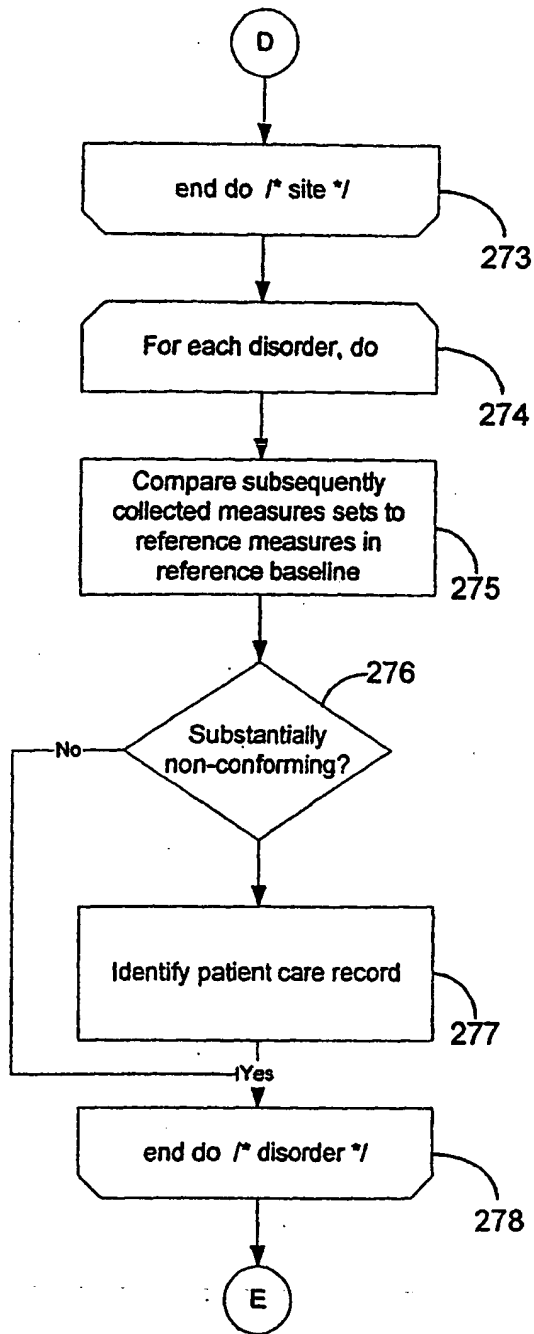 D
end do /* site */
273
For each disorder, do
274
Compare subsequently
collected measures sets to
reference measures in
reference baseline
275
276
Substantially
non-conforming?
No
Identify patient care record
277
Yes
end do /* disorder */
278
E